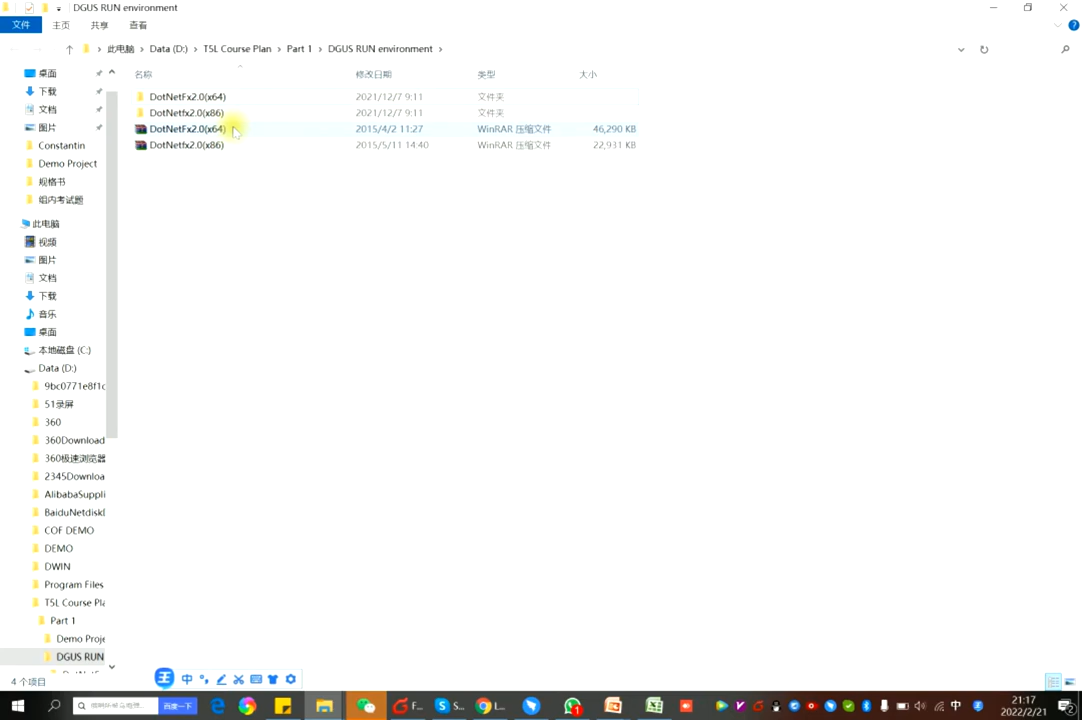 DGUS RUN environment
文件 主页 共享 查看
此电脑 > Data (D:) > T5L Course Plan > Part 1 > DGUS RUN environment >
名称 修改日期 类型 大小
DotNetFx2.0(x64) 2021/12/7 9:11 文件夹
DotNetfx2.0(x86) 2021/12/7 9:11 文件夹
DotNetFx2.0(x64) 2015/4/2 11:27 WinRAR 压缩文件 46,290 KB
DotNetfx2.0(x86) 2015/5/11 14:40 WinRAR 压缩文件 22,931 KB
桌面
下载
文档
图片
Constantin
Demo Project
规格书
组内考试题
此电脑
视频
图片
文档
下载
音乐
桌面
本地磁盘 (C:)
Data (D:)
9bc0771e8f1c
51录屏
360
360Download
360极速浏览器
2345Downloa
AlibabaSuppli
BaiduNetdiskD
COF DEMO
DEMO
DWIN
Program Files
T5L Course Pla
Part 1
Demo Proje
DGUS RUN
4 个项目
王 中
百度一下 F... S... L... 1 中 21:17
2022/2/21 2